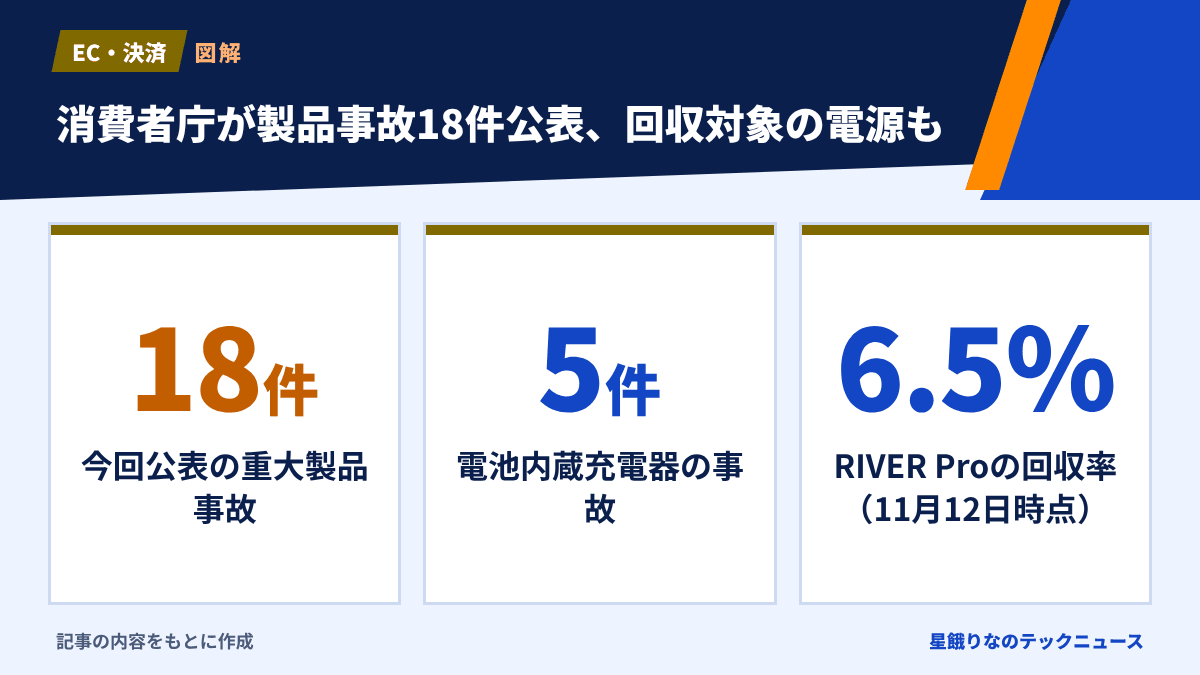 EC・決済
図解
消費者庁が製品事故18件公表、回収対象の電源も
18件
今回公表の重大製品
事故
5件
電池内蔵充電器の事
故
6.5%
RIVER Proの回収率
（11月12日時点）
記事の内容をもとに作成
星餓りなのテックニュース